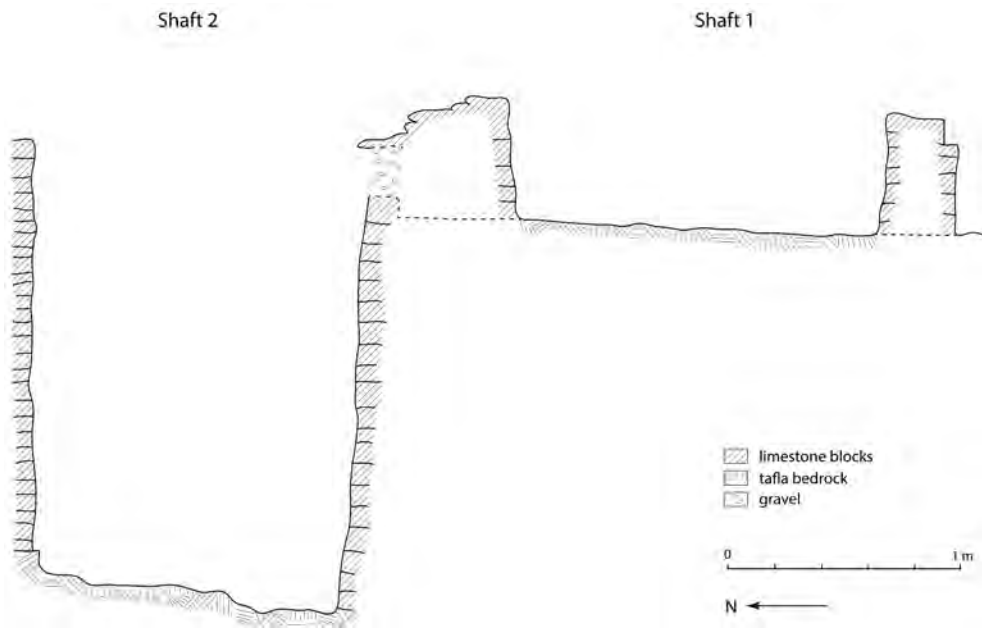 Shaft 2
Shaft 1
limestone blocks
tafla bedrock
gravel
0
1 m
N